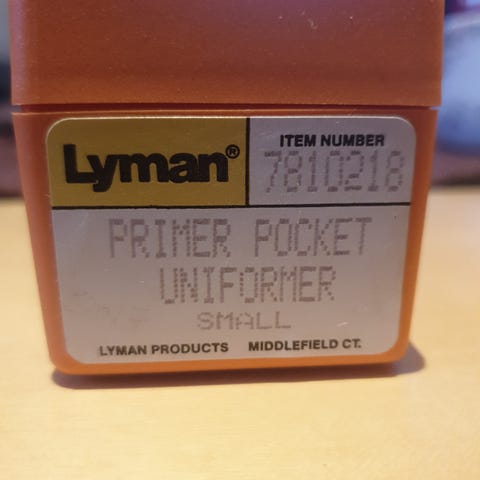 Lyman®
ITEM NUMBER
7810218
PRIMER POCKET
UNIFORMER
SMALL
LYMAN PRODUCTS MIDDLEFIELD CT.